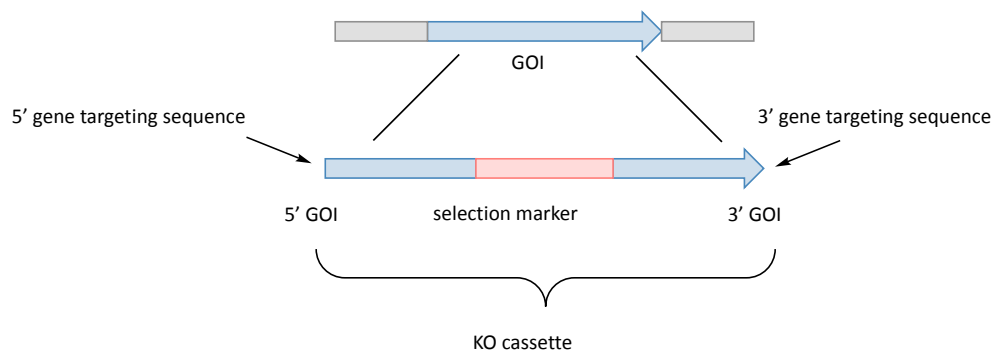 GOI
5’ gene targeting sequence
3’ gene targeting sequence
5’ GOI
selection marker
3’ GOI
KO cassette